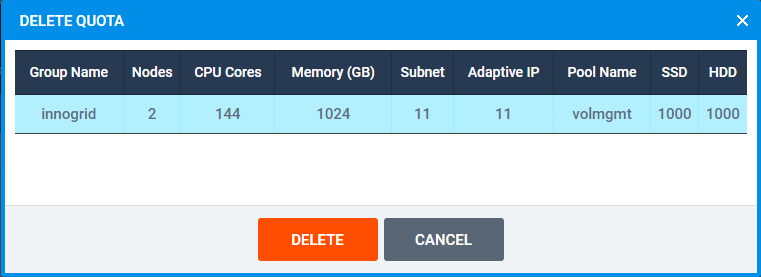 DELETE QUOTA
Group Name Nodes CPU Cores Memory (GB) Subnet Adaptive IP Pool Name SSD HDD
innogrid 2 144 1024 11 11 volmgmt 1000 1000
DELETE CANCEL